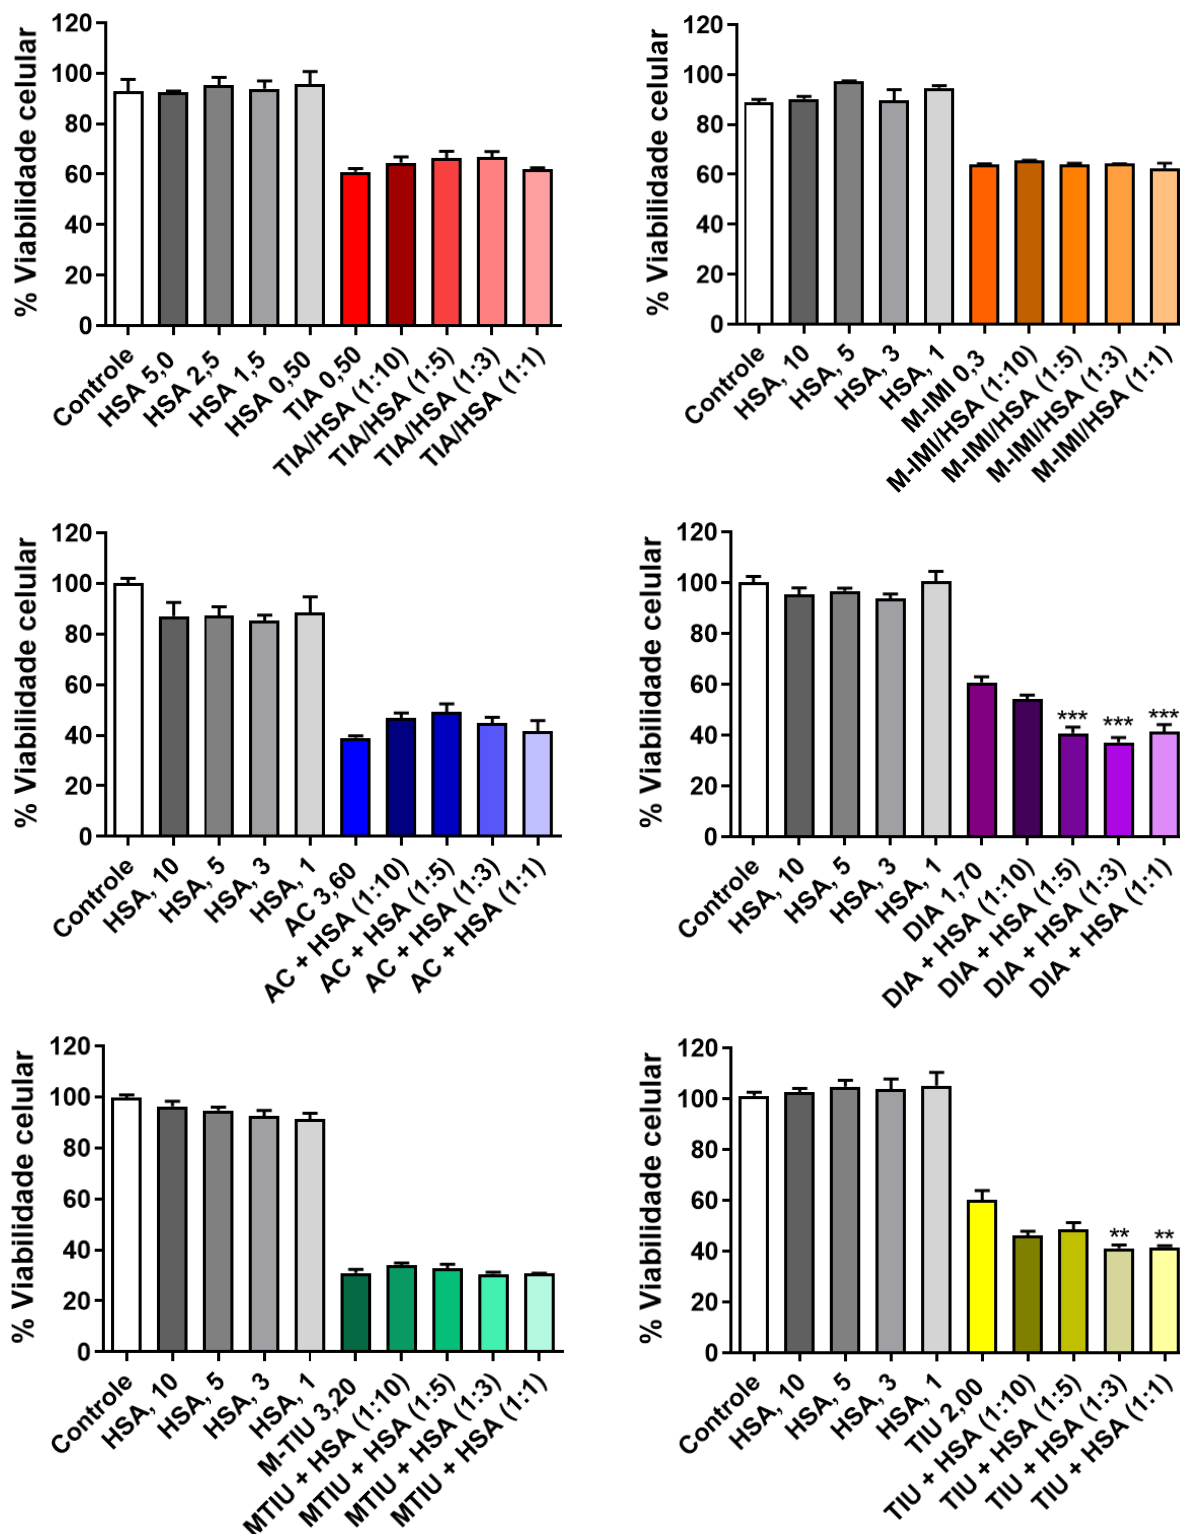 % Viabilidade celular
120
100
80
60
40
20
0
Controle
HSA 5,0
HSA 2,5
HSA 1,5
HSA 0,50
TIA 0,50
TIA/HSA (1:10)
TIA/HSA (1:5)
TIA/HSA (1:3)
TIA/HSA (1:1)
% Viabilidade celular
120
100
80
60
40
20
0
Controle
HSA, 10
HSA, 5
HSA, 3
HSA, 1
M-IMI 0,3
M-IMI/HSA (1:10)
M-IMI/HSA (1:5)
M-IMI/HSA (1:3)
M-IMI/HSA (1:1)
% Viabilidade celular
120
100
80
60
40
20
0
Controle
HSA, 10
HSA, 5
HSA, 3
HSA, 1
AC 3,60
AC + HSA (1:10)
AC + HSA (1:5)
AC + HSA (1:3)
AC + HSA (1:1)
% Viabilidade celular
120
100
80
60
40
20
0
***
***
***
Controle
HSA, 10
HSA, 5
HSA, 3
HSA, 1
DIA 1,70
DIA + HSA (1:10)
DIA + HSA (1:5)
DIA + HSA (1:3)
DIA + HSA (1:1)
% Viabilidade celular
120
100
80
60
40
20
0
Controle
HSA, 10
HSA, 5
HSA, 3
HSA, 1
M-TIU 3,20
MTIU + HSA (1:10)
MTIU + HSA (1:5)
MTIU + HSA (1:3)
MTIU + HSA (1:1)
% Viabilidade celular
120
100
80
60
40
20
0
**
**
Controle
HSA, 10
HSA, 5
HSA, 3
HSA, 1
TIU 2,00
TIU + HSA (1:10)
TIU + HSA (1:5)
TIU + HSA (1:3)
TIU + HSA (1:1)